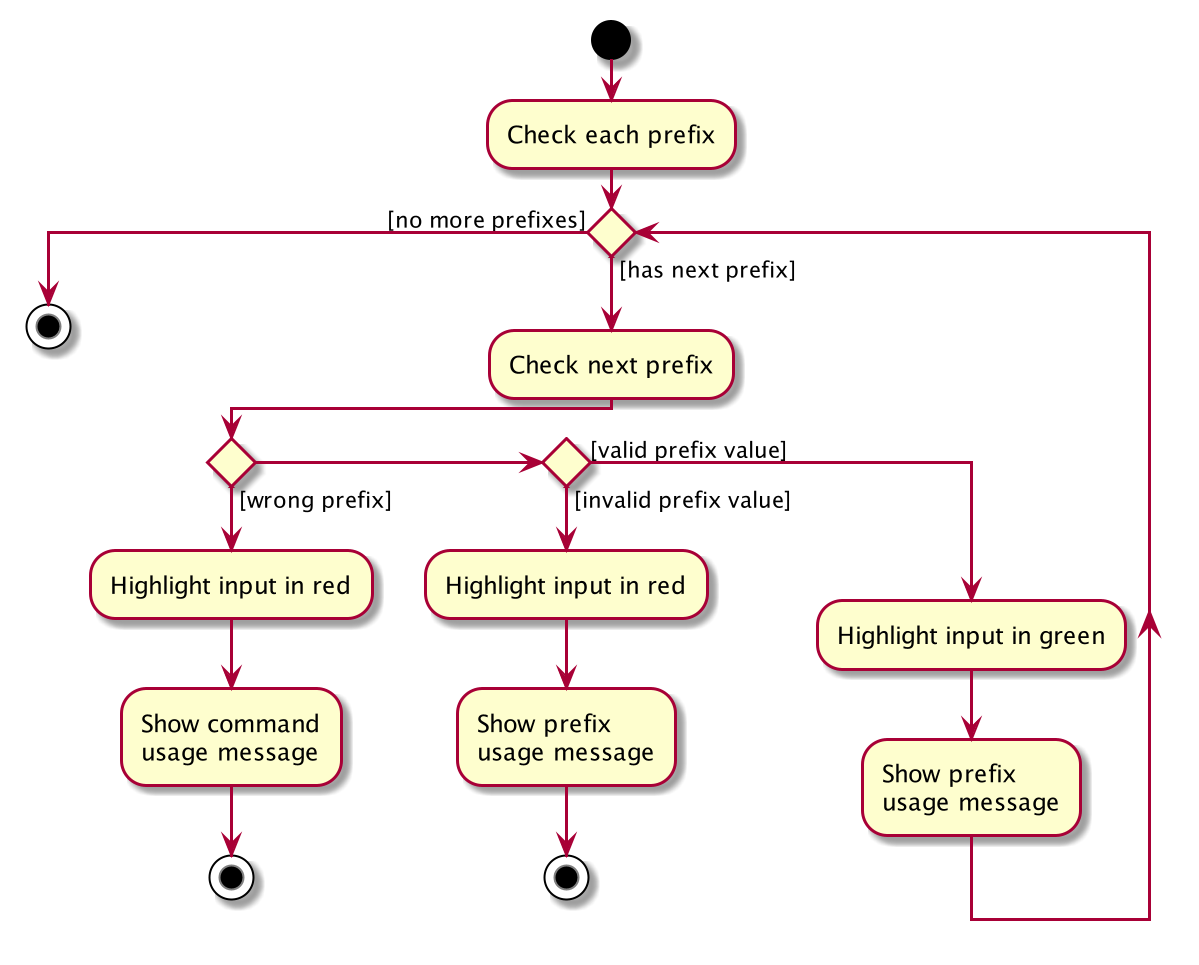 Check each prefix
[no more prefixes]
[has next prefix]
Check next prefix
[valid prefix value]
[wrong prefix]
[invalid prefix value]
Highlight input in red
Highlight input in red
Highlight input in green
Show command
usage message
Show prefix
usage message
Show prefix
usage message